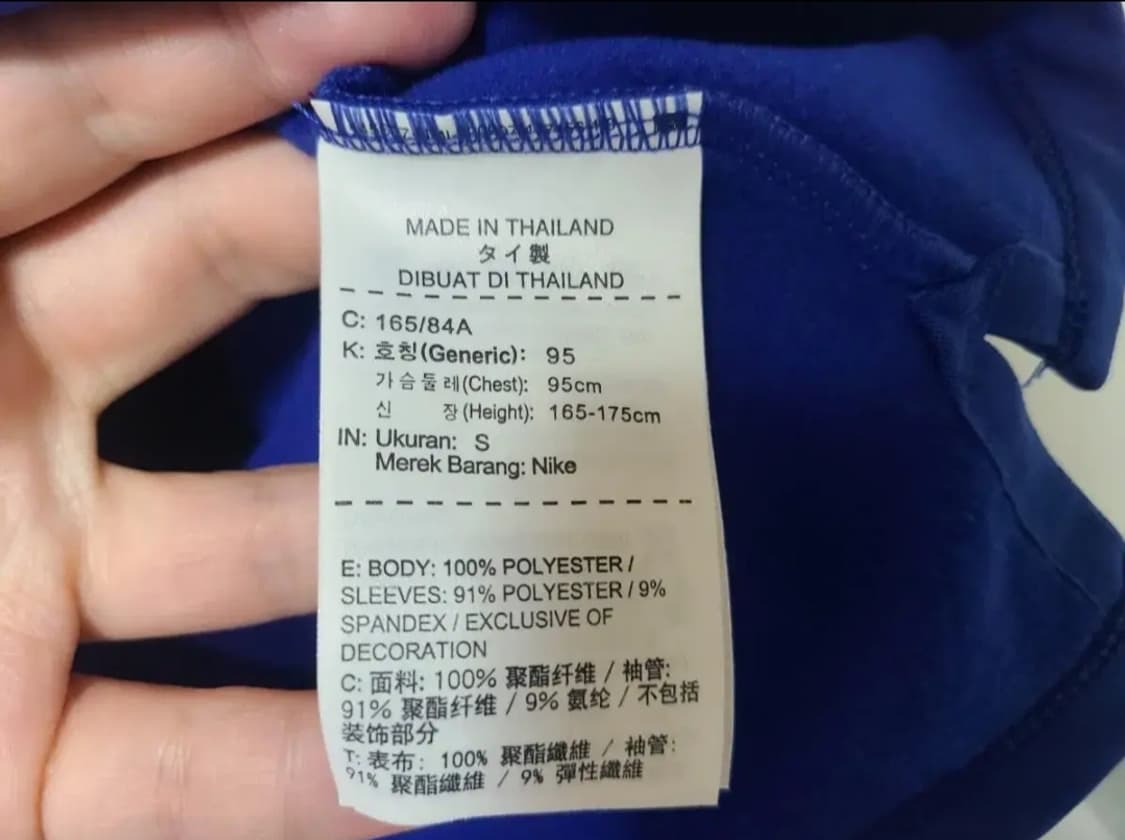 MADE IN THAILAND
タイ製
DIBUAT DI THAILAND
C: 165/84A
K: 호칭(Generic): 95
가슴둘레(Chest): 95cm
신 장(Height): 165-175cm
IN: Ukuran: S
Merek Barang: Nike
E: BODY: 100% POLYESTER /
SLEEVES: 91% POLYESTER / 9%
SPANDEX / EXCLUSIVE OF
DECORATION
C: 面料: 100% 聚酯纤维 / 袖管:
91% 聚酯纤维 / 9% 氨纶 / 不包括
装饰部分
T: 表布: 100% 聚酯纖維 / 袖管:
91% 聚酯纖維 / 9% 彈性纖維